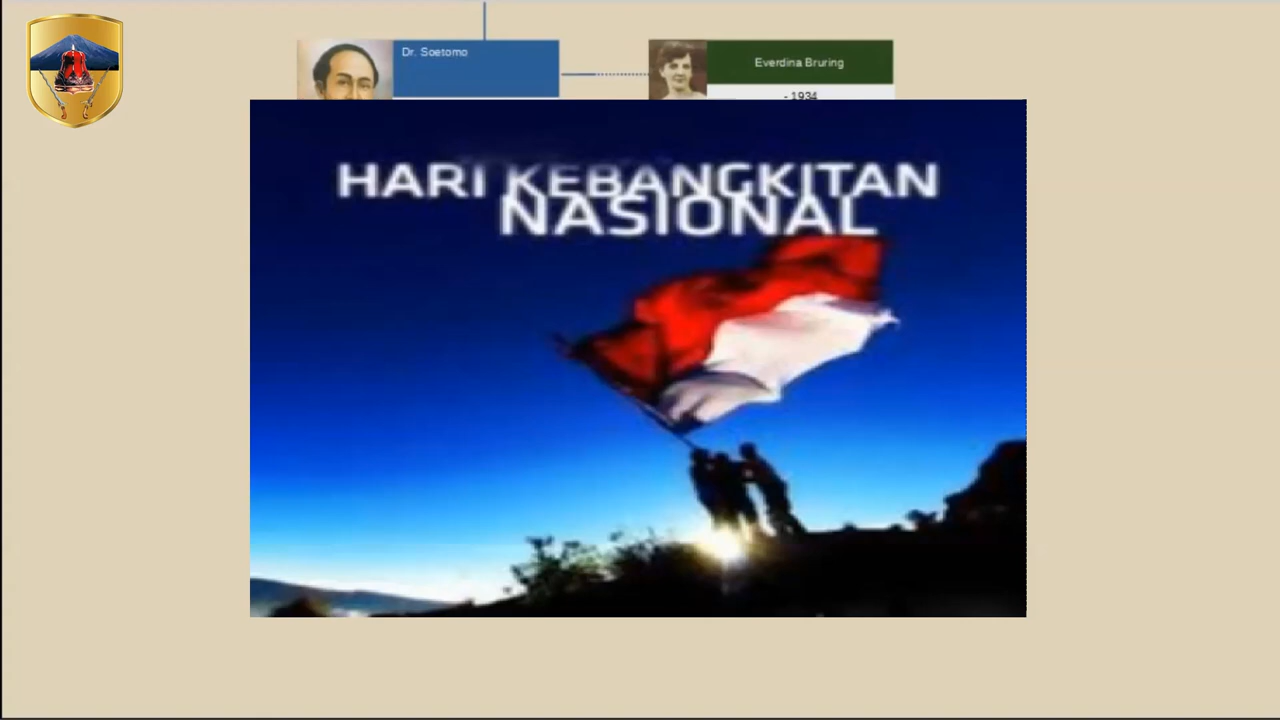 Dr. Soetomo
Everdina Bruring
- 1934
HARI KEBANGKITAN
NASIONAL